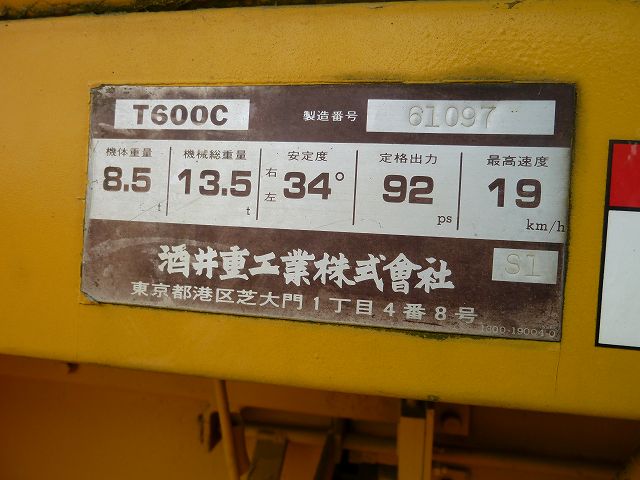 T600C 製造番号 61097
機体重量 機械総重量 安定度 定格出力 最高速度
8.5 t 13.5 t 右左 34° 92 ps 19 km/h
酒井重工業株式會社 S1
東京都港区芝大門1丁目4番8号
1600-19004-0